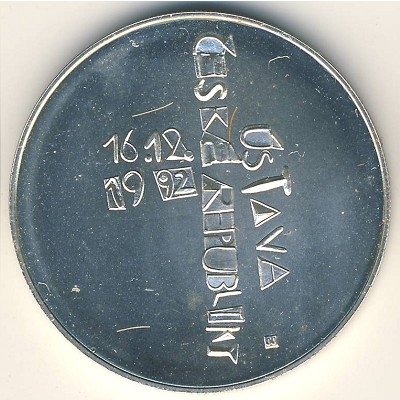 ÚSTAVA
ČESKÉ REPUBLIKY
16.12.
1992